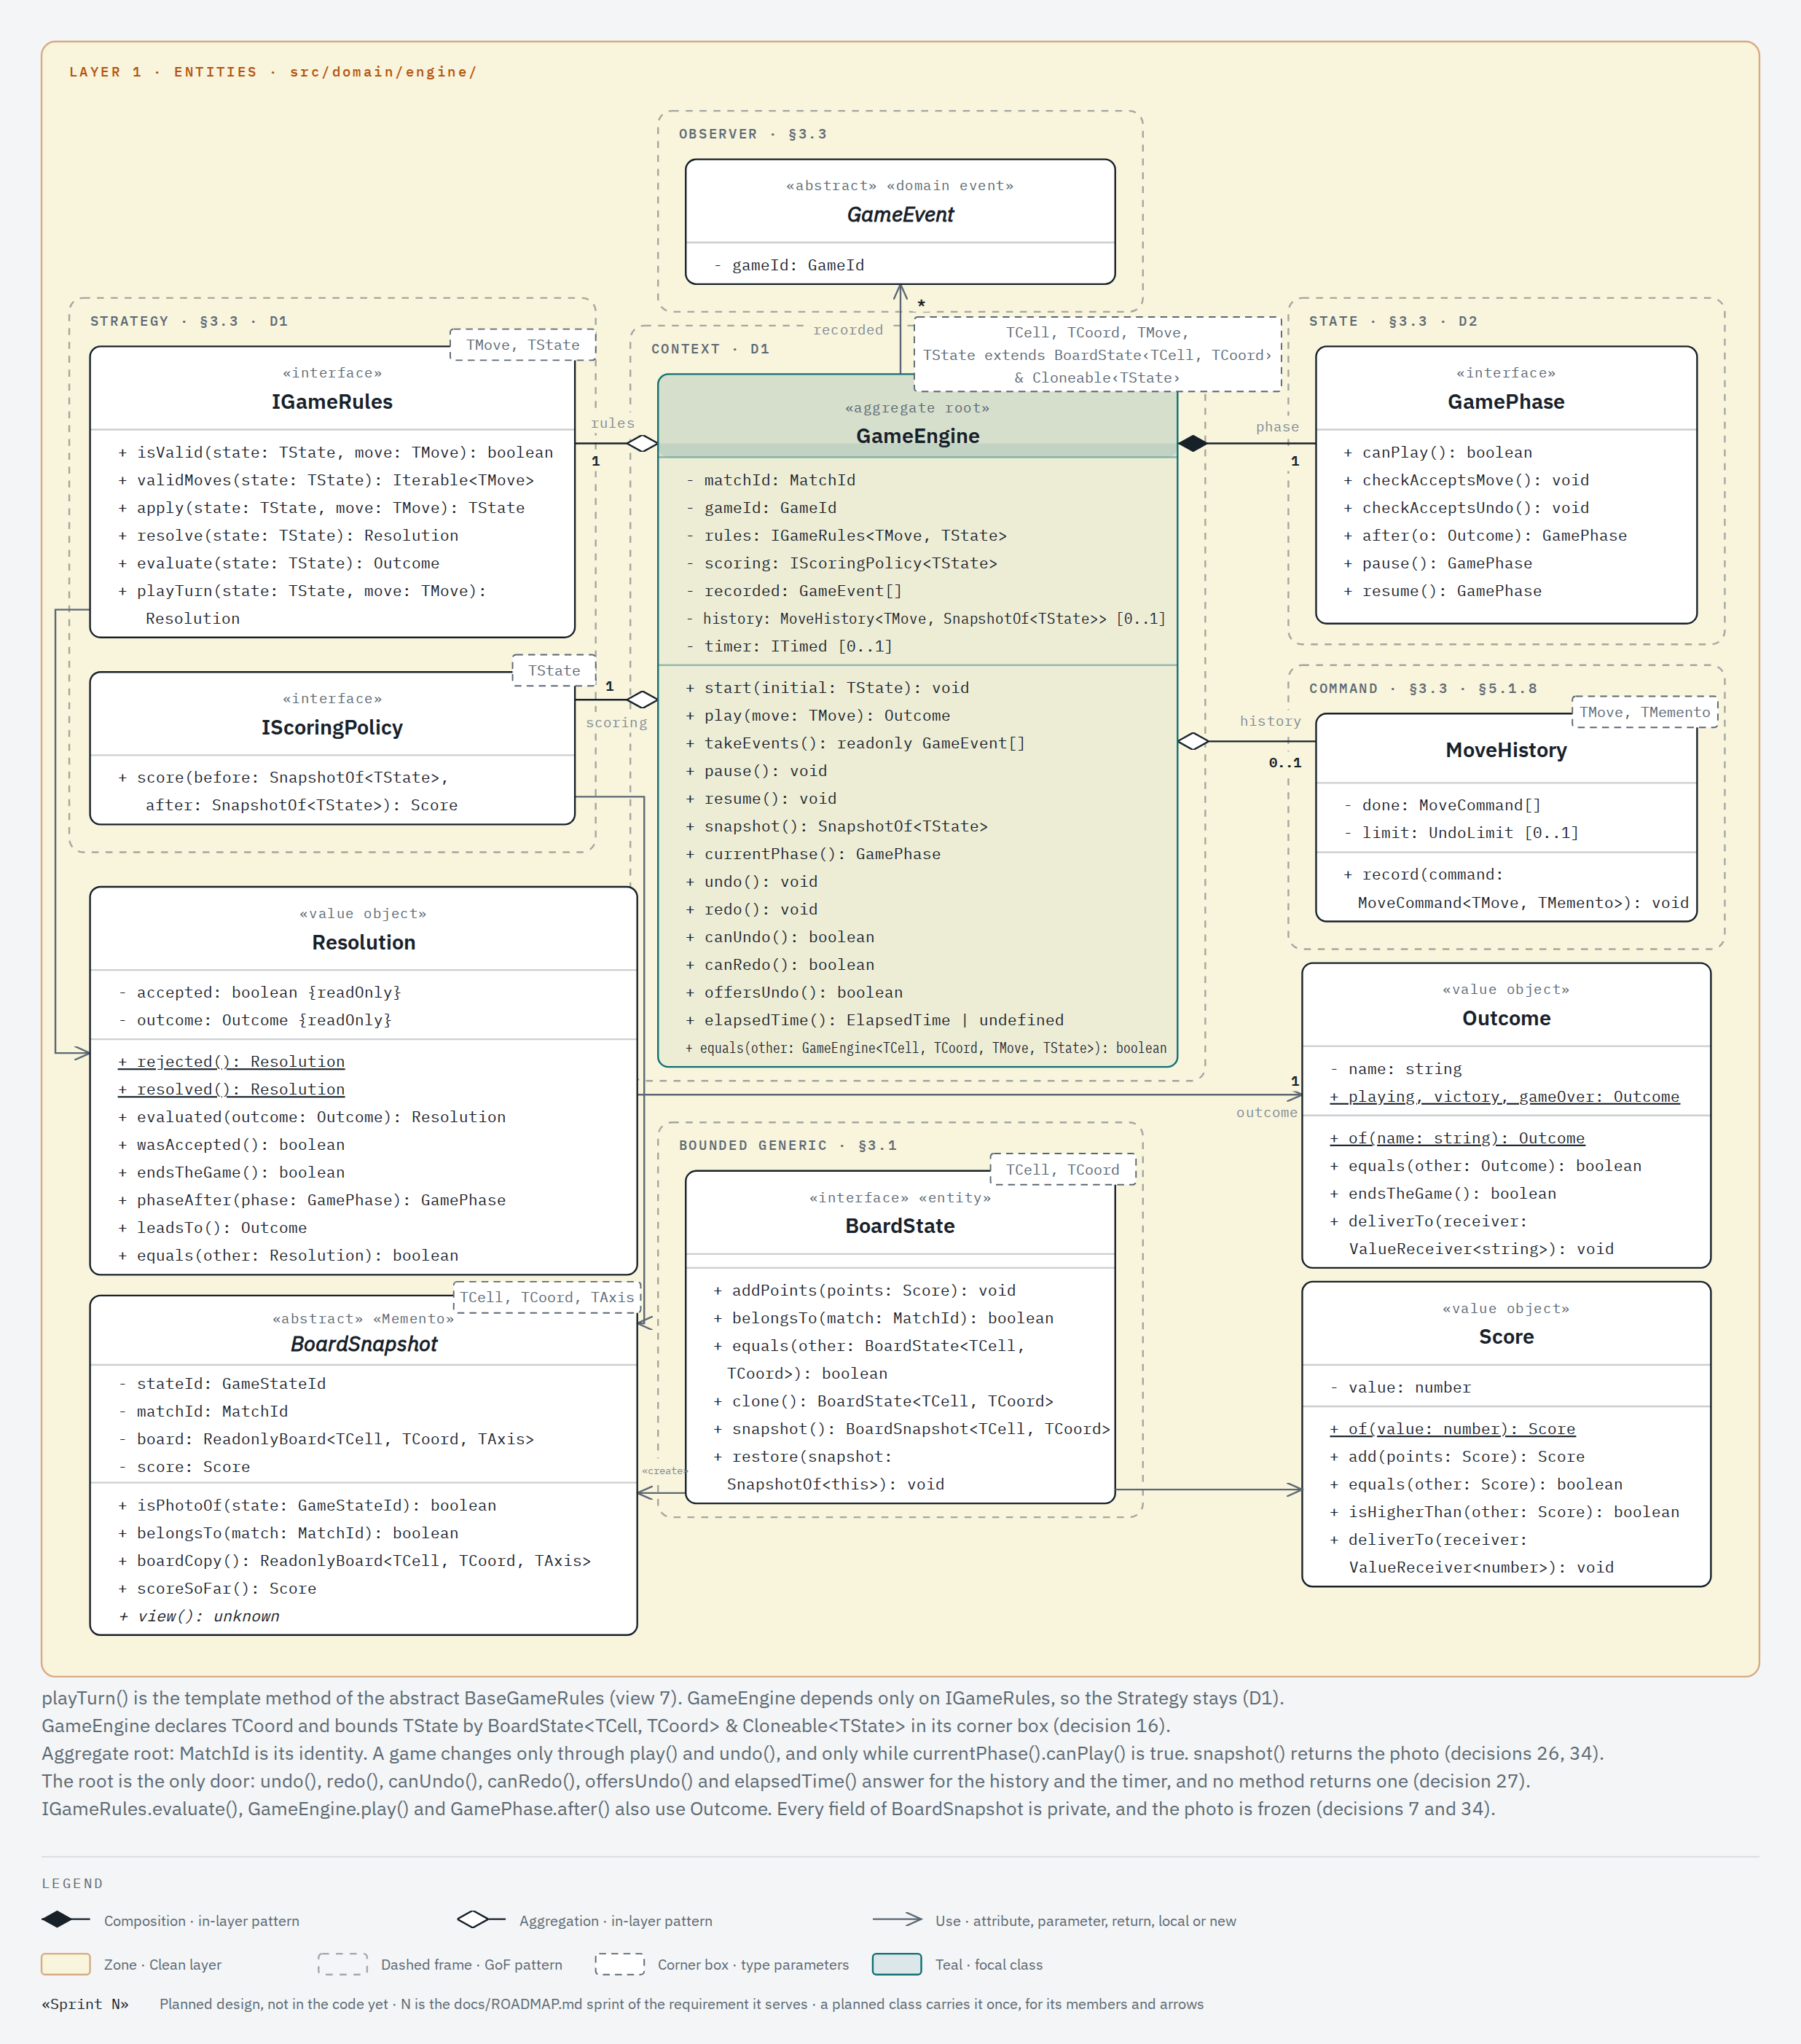 LAYER 1 · ENTITIES · src/domain/engine/
OBSERVER · §3.3
«abstract» «domain event»
GameEvent
- gameId: GameId
*
recorded
STRATEGY · §3.3 · D1
TMove, TState
«interface»
IGameRules
+ isValid(state: TState, move: TMove): boolean
+ validMoves(state: TState): Iterable<TMove>
+ apply(state: TState, move: TMove): TState
+ resolve(state: TState): Resolution
+ evaluate(state: TState): Outcome
+ playTurn(state: TState, move: TMove):
Resolution
rules
1
TState
«interface»
IScoringPolicy
+ score(before: SnapshotOf<TState>,
after: SnapshotOf<TState>): Score
1
scoring
CONTEXT · D1
TCell, TCoord, TMove,
TState extends BoardState‹TCell, TCoord›
& Cloneable‹TState›
«aggregate root»
GameEngine
- matchId: MatchId
- gameId: GameId
- rules: IGameRules<TMove, TState>
- scoring: IScoringPolicy<TState>
- recorded: GameEvent[]
- history: MoveHistory<TMove, SnapshotOf<TState>> [0..1]
- timer: ITimed [0..1]
+ start(initial: TState): void
+ play(move: TMove): Outcome
+ takeEvents(): readonly GameEvent[]
+ pause(): void
+ resume(): void
+ snapshot(): SnapshotOf<TState>
+ currentPhase(): GamePhase
+ undo(): void
+ redo(): void
+ canUndo(): boolean
+ canRedo(): boolean
+ offersUndo(): boolean
+ elapsedTime(): ElapsedTime | undefined
+ equals(other: GameEngine<TCell, TCoord, TMove, TState>): boolean
STATE · §3.3 · D2
«interface»
GamePhase
+ canPlay(): boolean
+ checkAcceptsMove(): void
+ checkAcceptsUndo(): void
+ after(o: Outcome): GamePhase
+ pause(): GamePhase
+ resume(): GamePhase
phase
1
COMMAND · §3.3 · §5.1.8
TMove, TMemento
MoveHistory
- done: MoveCommand[]
- limit: UndoLimit [0..1]
+ record(command:
MoveCommand<TMove, TMemento>): void
history
0..1
«value object»
Resolution
- accepted: boolean {readOnly}
- outcome: Outcome {readOnly}
+ rejected(): Resolution
+ resolved(): Resolution
+ evaluated(outcome: Outcome): Resolution
+ wasAccepted(): boolean
+ endsTheGame(): boolean
+ phaseAfter(phase: GamePhase): GamePhase
+ leadsTo(): Outcome
+ equals(other: Resolution): boolean
«value object»
Outcome
- name: string
+ playing, victory, gameOver: Outcome
+ of(name: string): Outcome
+ equals(other: Outcome): boolean
+ endsTheGame(): boolean
+ deliverTo(receiver:
ValueReceiver<string>): void
1
outcome
BOUNDED GENERIC · §3.1
TCell, TCoord
«interface» «entity»
BoardState
+ addPoints(points: Score): void
+ belongsTo(match: MatchId): boolean
+ equals(other: BoardState<TCell,
TCoord>): boolean
+ clone(): BoardState<TCell, TCoord>
+ snapshot(): BoardSnapshot<TCell, TCoord>
+ restore(snapshot:
SnapshotOf<this>): void
«create»
TCell, TCoord, TAxis
«abstract» «Memento»
BoardSnapshot
- stateId: GameStateId
- matchId: MatchId
- board: ReadonlyBoard<TCell, TCoord, TAxis>
- score: Score
+ isPhotoOf(state: GameStateId): boolean
+ belongsTo(match: MatchId): boolean
+ boardCopy(): ReadonlyBoard<TCell, TCoord, TAxis>
+ scoreSoFar(): Score
+ view(): unknown
«value object»
Score
- value: number
+ of(value: number): Score
+ add(points: Score): Score
+ equals(other: Score): boolean
+ isHigherThan(other: Score): boolean
+ deliverTo(receiver:
ValueReceiver<number>): void
playTurn() is the template method of the abstract BaseGameRules (view 7). GameEngine depends only on IGameRules, so the Strategy stays (D1).
GameEngine declares TCoord and bounds TState by BoardState<TCell, TCoord> & Cloneable<TState> in its corner box (decision 16).
Aggregate root: MatchId is its identity. A game changes only through play() and undo(), and only while currentPhase().canPlay() is true. snapshot() returns the photo (decisions 26, 34).
The root is the only door: undo(), redo(), canUndo(), canRedo(), offersUndo() and elapsedTime() answer for the history and the timer, and no method returns one (decision 27).
IGameRules.evaluate(), GameEngine.play() and GamePhase.after() also use Outcome. Every field of BoardSnapshot is private, and the photo is frozen (decisions 7 and 34).
LEGEND
Composition · in-layer pattern
Aggregation · in-layer pattern
Use · attribute, parameter, return, local or new
Zone · Clean layer
Dashed frame · GoF pattern
Corner box · type parameters
Teal · focal class
«Sprint N»
Planned design, not in the code yet · N is the docs/ROADMAP.md sprint of the requirement it serves · a planned class carries it once, for its members and arrows